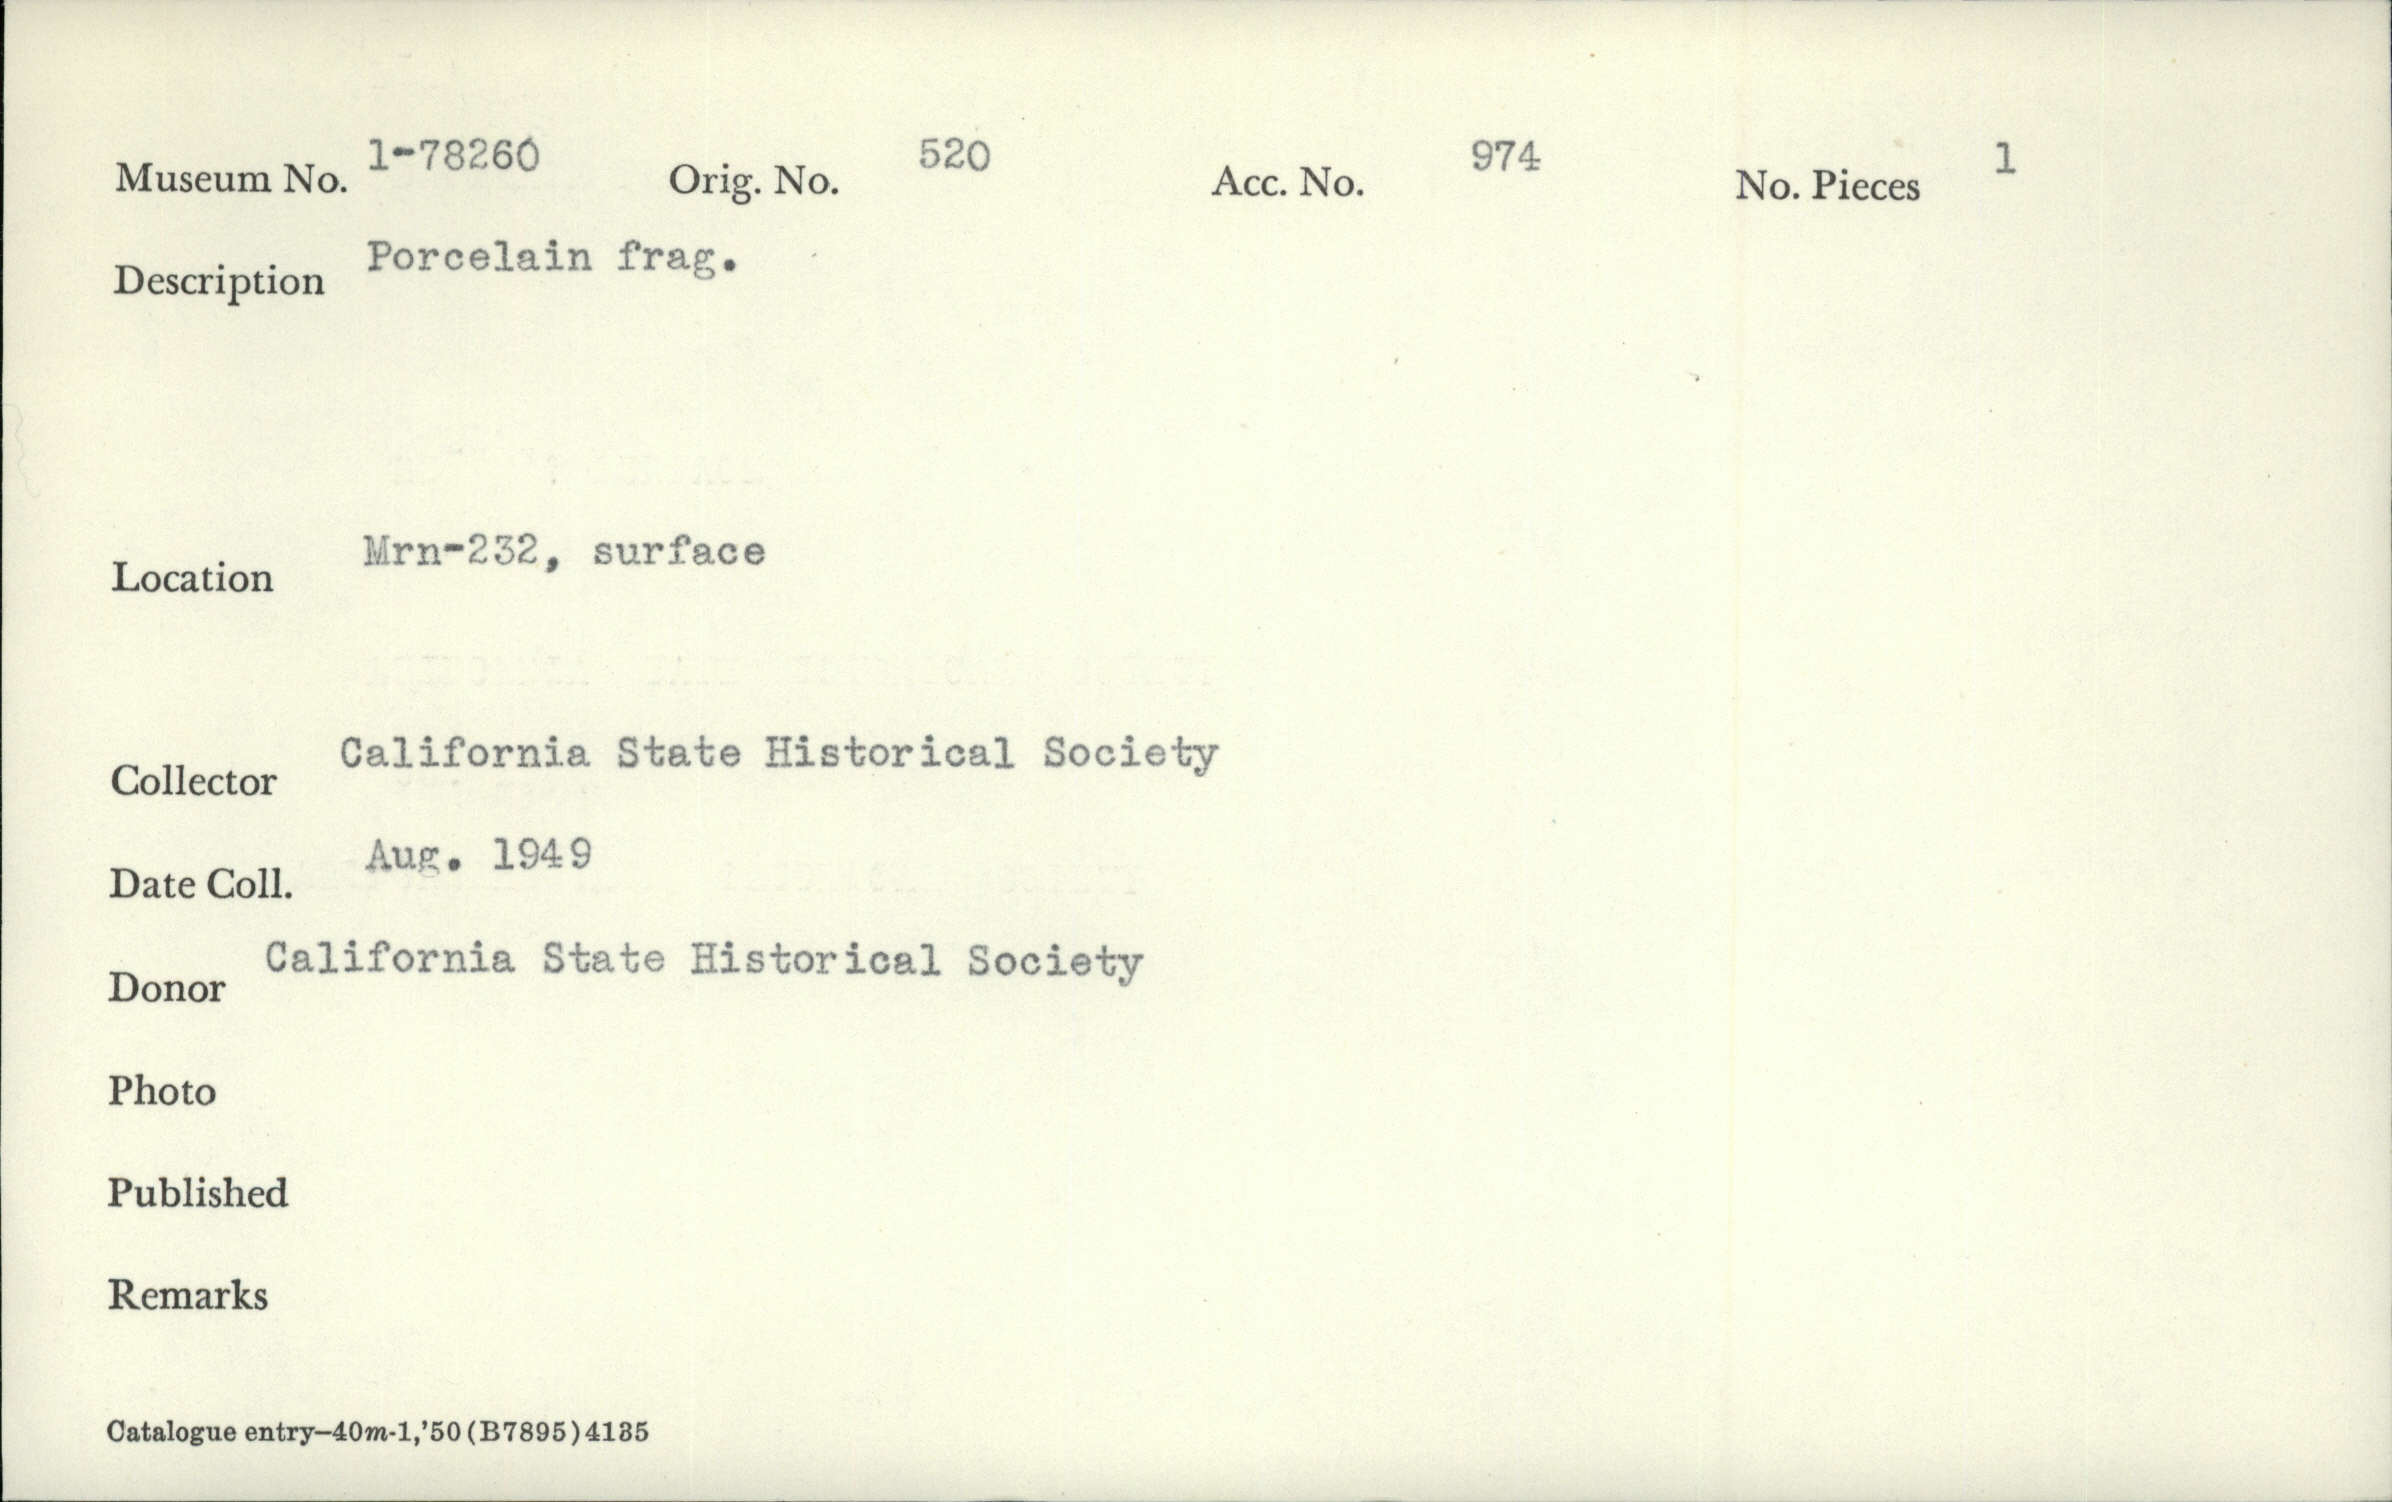 Museum No. 1-78260 Orig. No. 520 Acc. No. 974 No. Pieces 1
Description Porcelain frag.
Location Mrn-232, surface
Collector California State Historical Society
Date Coll. Aug. 1949
Donor California State Historical Society
Photo
Published
Remarks
Catalogue entry—40m-1,'50(B7895)4135